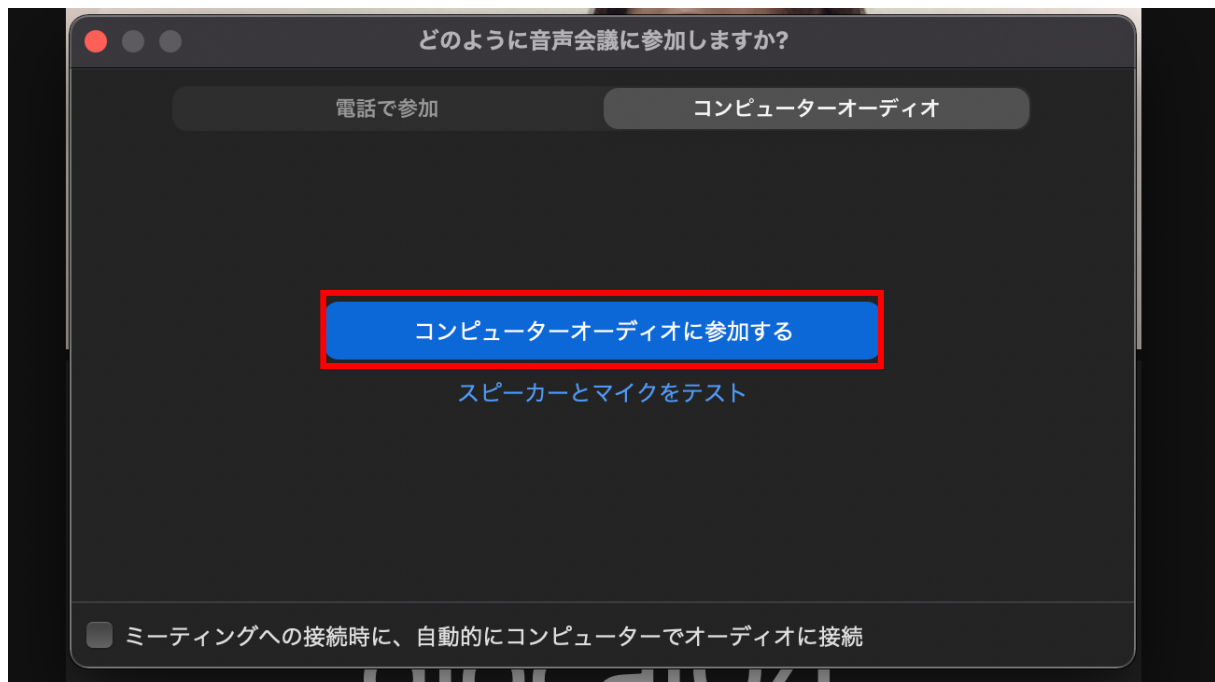 どのように音声会議に参加しますか?
電話で参加
コンピューターオーディオ
コンピューターオーディオに参加する
スピーカーとマイクをテスト
ミーティングへの接続時に、自動的にコンピューターでオーディオに接続